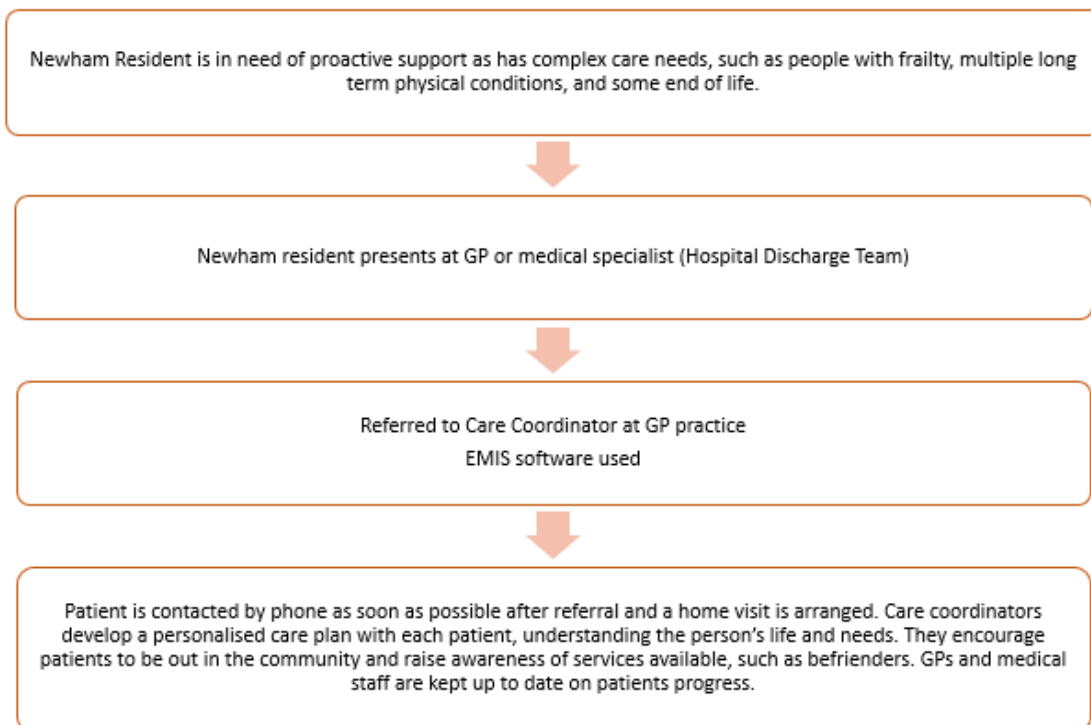 Newham Resident is in need of proactive support as has complex care needs, such as people with frailty, multiple long
term physical conditions, and some end of life.
Newham resident presents at GP or medical specialist (Hospital Discharge Team)
Referred to Care Coordinator at GP practice
EMIS software used
Patient is contacted by phone as soon as possible after referral and a home visit is arranged. Care coordinators
develop a personalised care plan with each patient, understanding the person’s life and needs. They encourage
patients to be out in the community and raise awareness of services available, such as befrienders. GPs and medical
staff are kept up to date on patients progress.